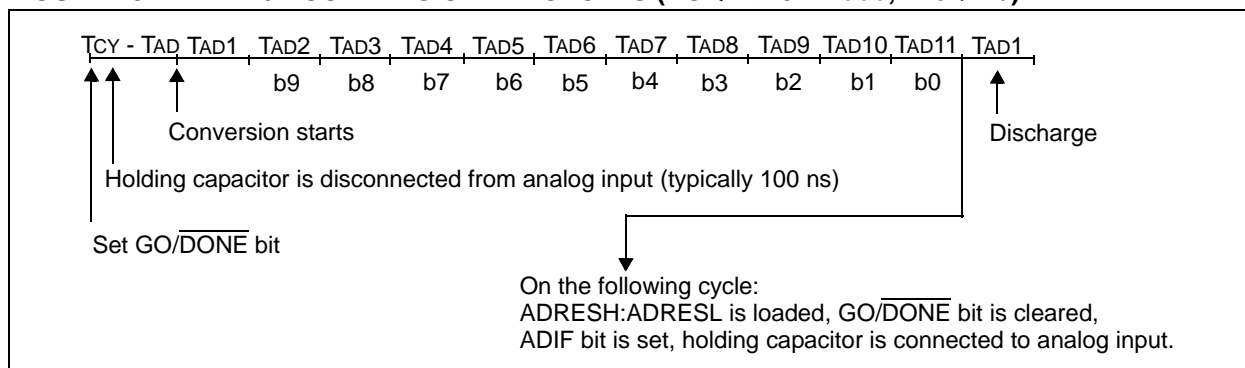 TCY - TAD TAD1 TAD2 TAD3 TAD4 TAD5 TAD6 TAD7 TAD8 TAD9 TAD10 TAD11 TAD1
b9 b8 b7 b6 b5 b4 b3 b2 b1 b0
Conversion starts
Discharge
Holding capacitor is disconnected from analog input (typically 100 ns)
Set GO/DONE bit
On the following cycle:
ADRESH:ADRESL is loaded, GO/DONE bit is cleared,
ADIF bit is set, holding capacitor is connected to analog input.